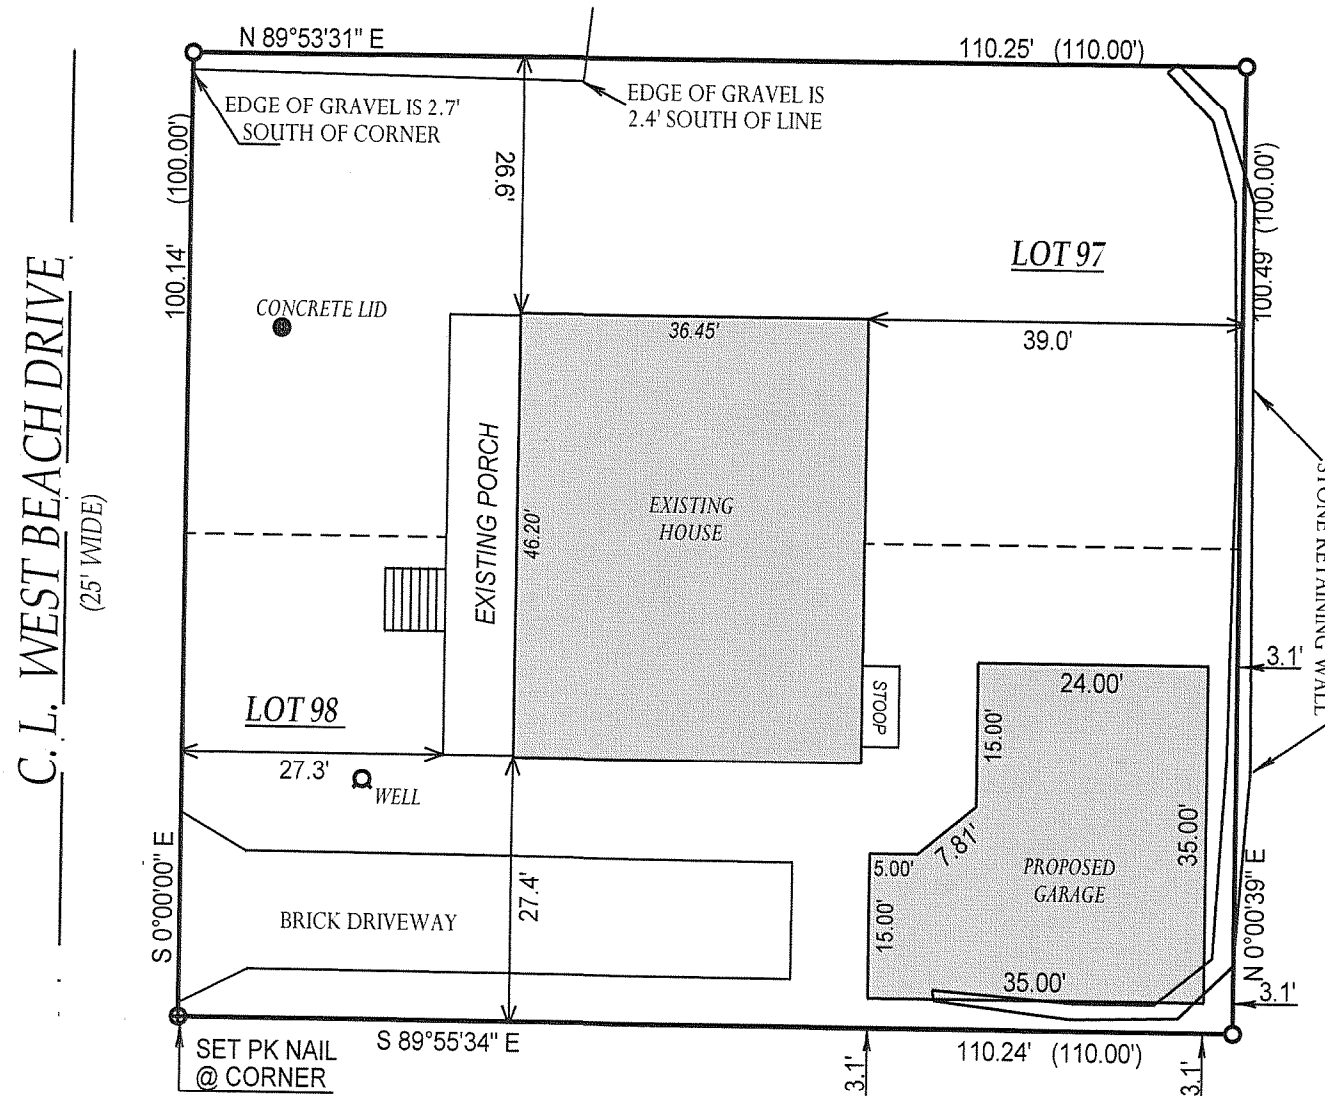 N 89°53'31" E
110.25' (110.00')
EDGE OF GRAVEL IS 2.7'
SOUTH OF CORNER
EDGE OF GRAVEL IS
2.4' SOUTH OF LINE
100.14' (100.00')
26.6'
100.49' (100.00')
LOT 97
CONCRETE LID
36.45'
39.0'
C. L. WEST BEACH DRIVE
(25' WIDE)
EXISTING PORCH
46.20'
EXISTING
HOUSE
STONE RETAINING WALL
3.1'
24.00'
STOOP
LOT 98
15.00'
27.3'
WELL
7.81'
35.00'
5.00'
PROPOSED
GARAGE
S 0°00'00" E
27.4'
BRICK DRIVEWAY
15.00'
N 0°00'39" E
35.00'
3.1'
SET PK NAIL
@ CORNER
S 89°55'34" E
110.24' (110.00')
3.1'
3.1'